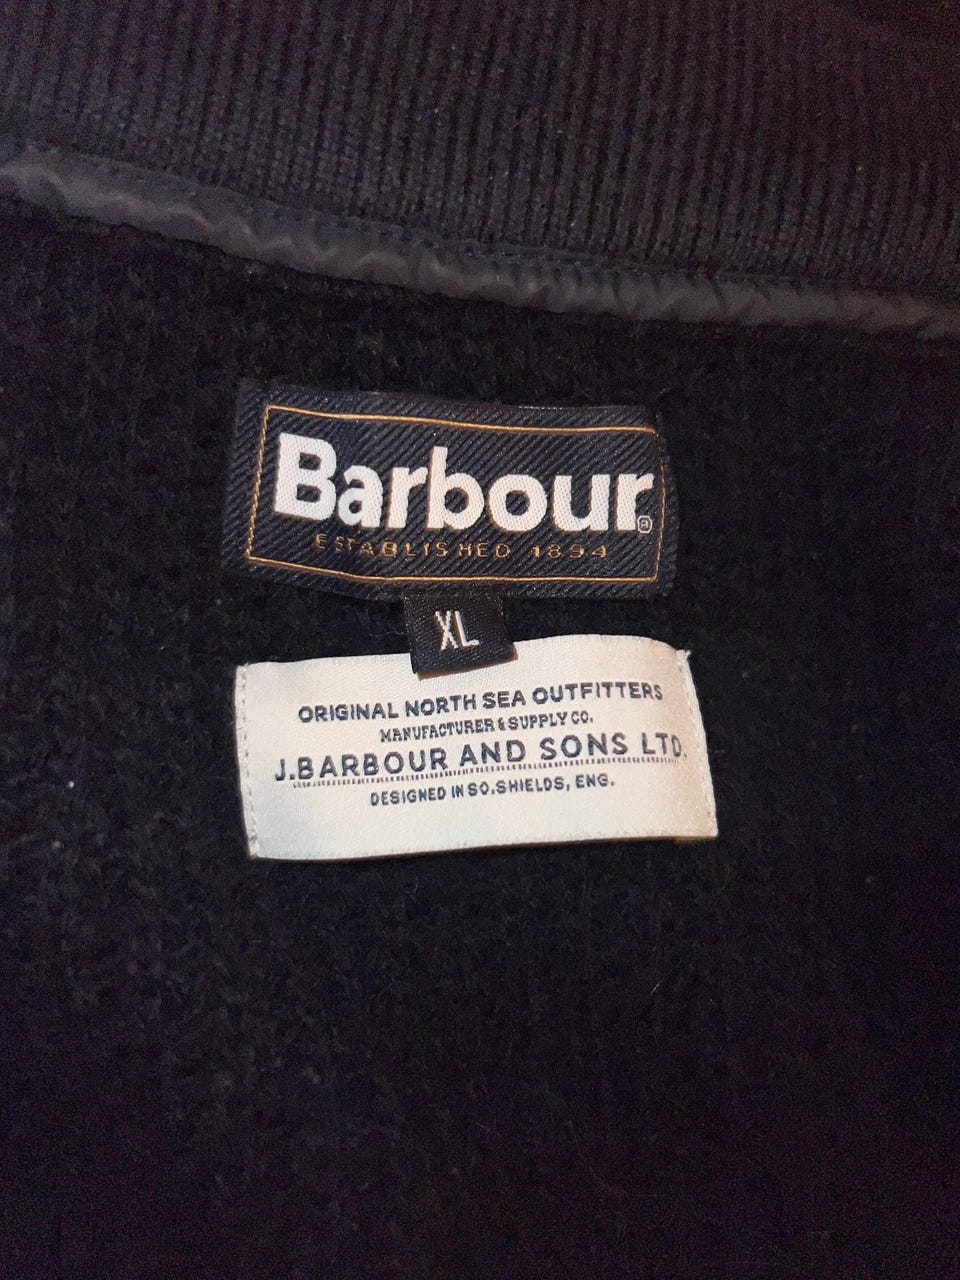 Barbour®
ESTABLISHED 1894
XL
ORIGINAL NORTH SEA OUTFITTERS
MANUFACTURER & SUPPLY CO.
J.BARBOUR AND SONS LTD.
DESIGNED IN SO.SHIELDS, ENG.